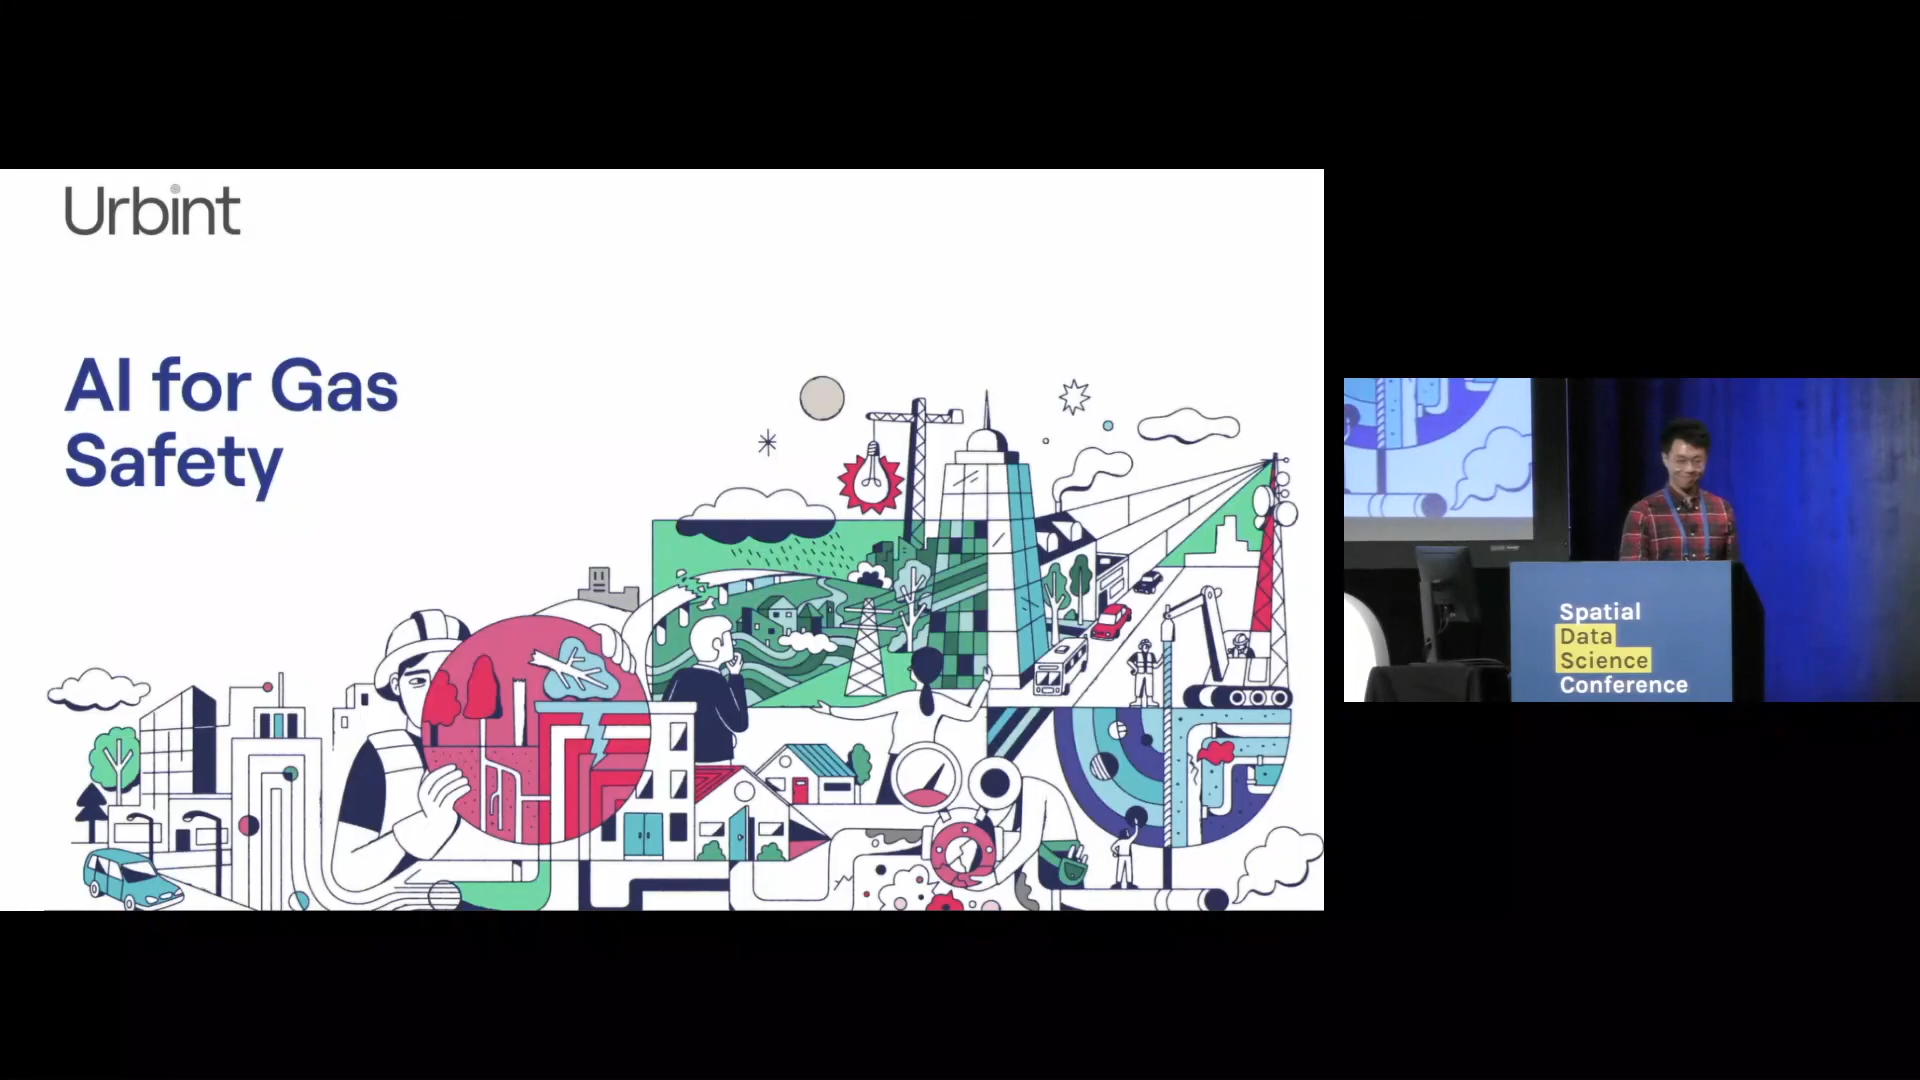 Urbint
AI for Gas
Safety
Spatial
Data
Science
Conference